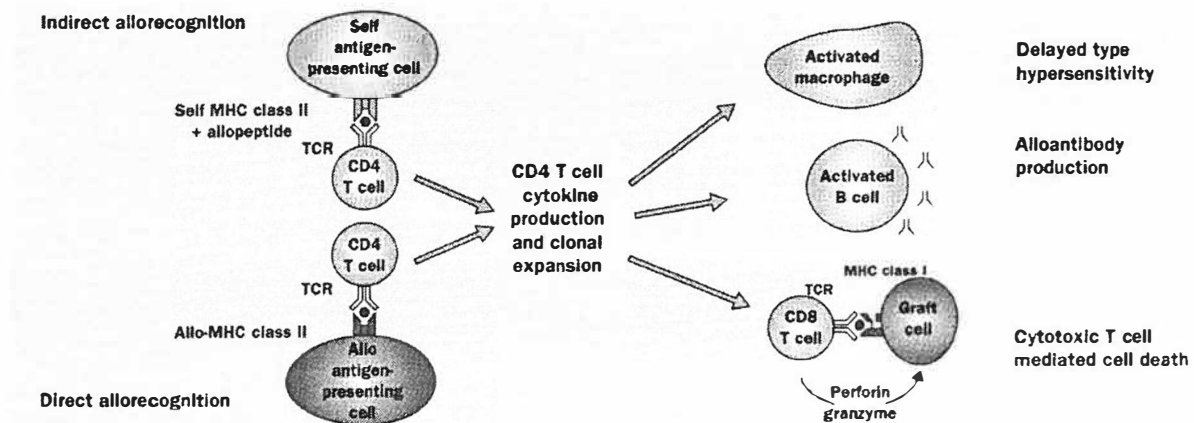 Indirect allorecognition
Self
antigen-
presenting cell
Self MHC class II
+ allopeptide
TCR
CD4
T cell
CD4
T cell
TCR
Allo-MHC class II
Allo
antigen-
presenting
cell
Direct allorecognition
CD4 T cell
cytokine
production
and clonal
expansion
Activated
macrophage
Delayed type
hypersensitivity
Activated
B cell
Alloantibody
production
MHC class I
TCR
CD8
T cell
Graft
cell
Perforin
granzyme
Cytotoxic T cell
mediated cell death